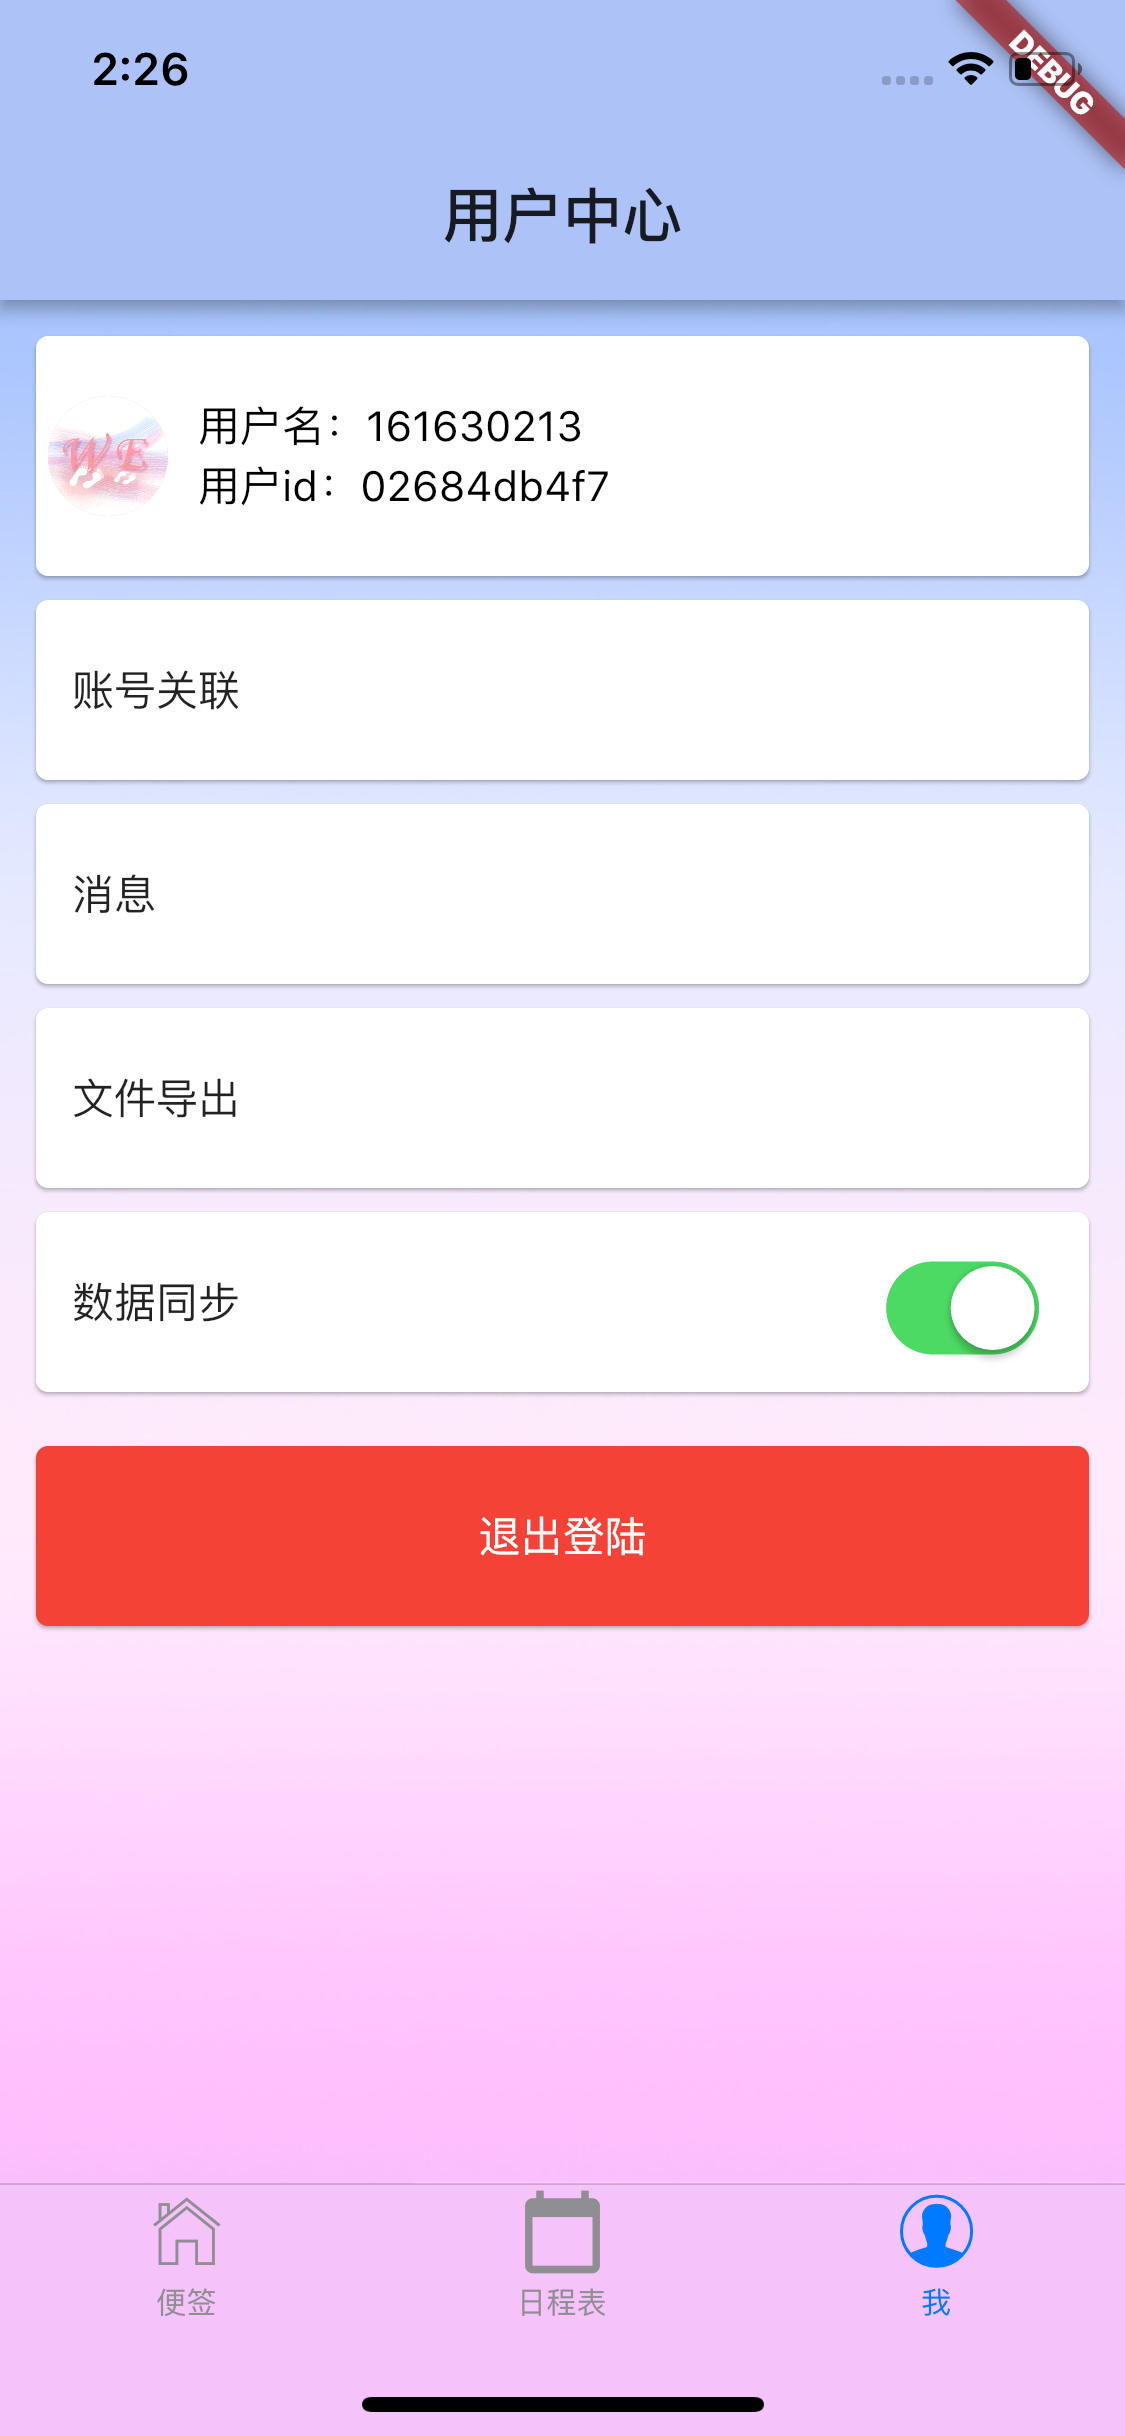 2:26
DEBUG
用户中心
WE
用户名：161630213
用户id：02684db4f7
账号关联
消息
文件导出
数据同步
退出登陆
便签
日程表
我